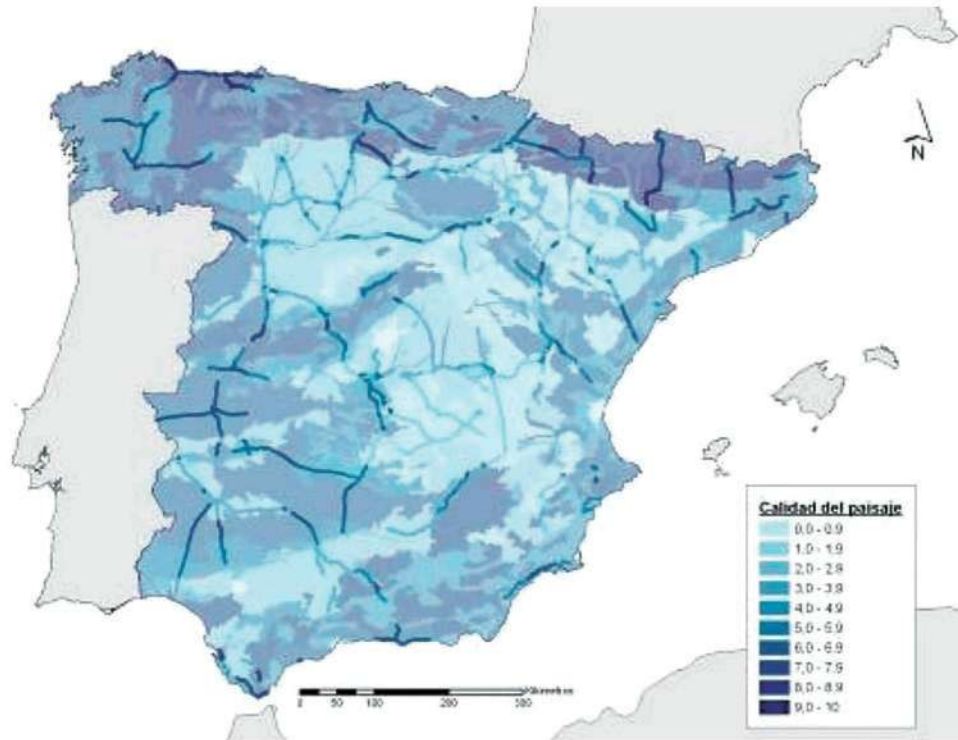 N
Calidad del paisaje
0,0 - 0,9
1,0 - 1,9
2,0 - 2,9
3,0 - 3,9
4,0 - 4,9
5,0 - 5,9
6,0 - 6,9
7,0 - 7,9
8,0 - 8,9
9,0 - 10
0 50 100 200 300